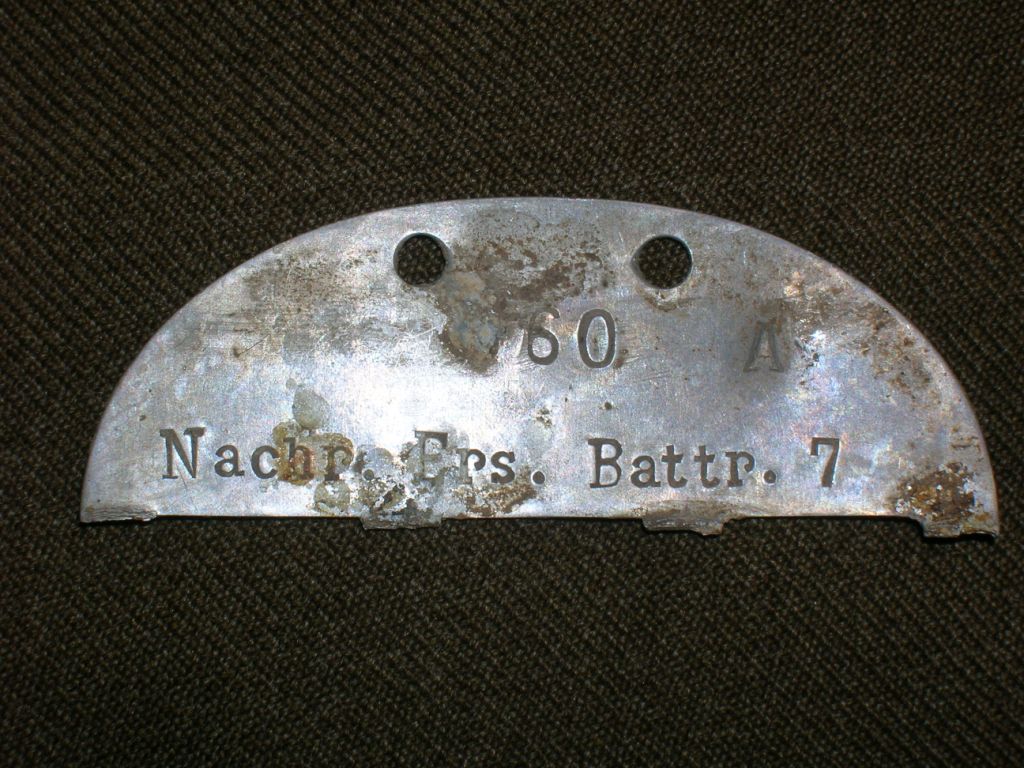 60 A
Nachr. Ers. Battr. 7